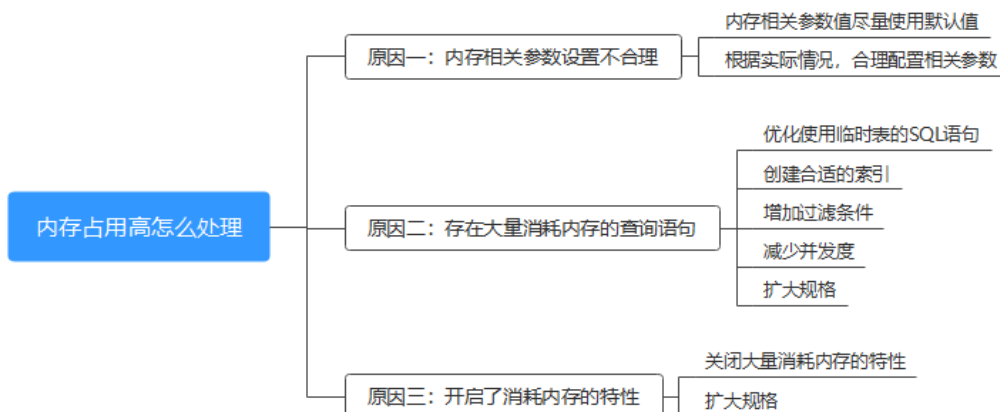 内存占用高怎么处理
原因一：内存相关参数设置不合理
内存相关参数值尽量使用默认值
根据实际情况，合理配置相关参数
原因二：存在大量消耗内存的查询语句
优化使用临时表的SQL语句
创建合适的索引
增加过滤条件
减少并发度
扩大规格
原因三：开启了消耗内存的特性
关闭大量消耗内存的特性
扩大规格